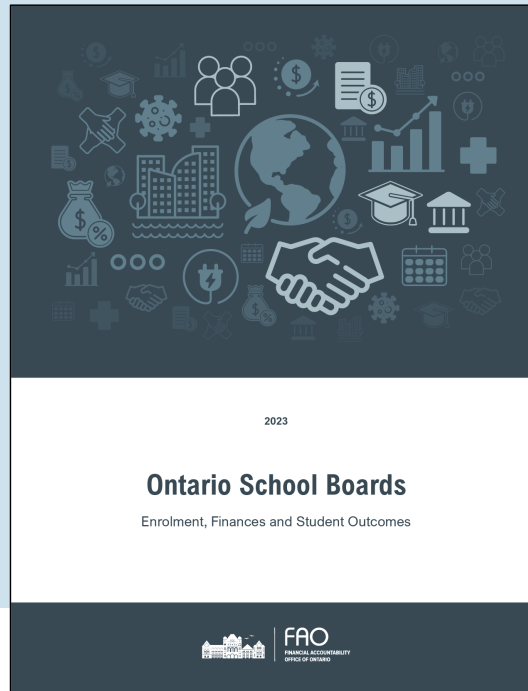 2023
Ontario School Boards
Enrolment, Finances and Student Outcomes
FAO
FINANCIAL ACCOUNTABILITY
OFFICE OF ONTARIO